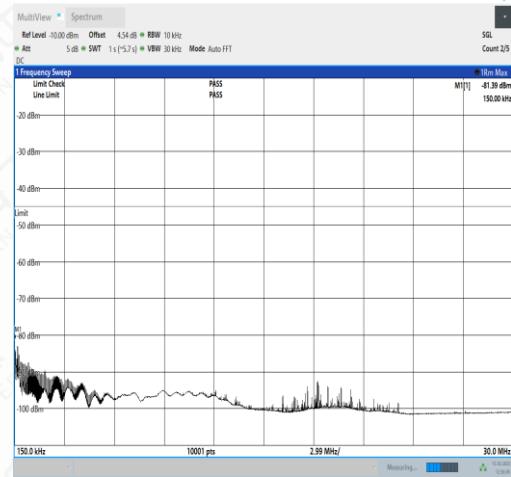 MultiView Spectrum
Ref Level -10.00 dBm Offset 4.54 dB RBW 10 kHz SGL
Att 5 dB SWT 1 s (~5.7 s) VBW 30 kHz Mode Auto FFT Count 2/5
DC
1 Frequency Sweep 1Rm Max
Limit Check PASS M1[1] -81.39 dBm
Line Limit PASS 150.00 kHz
-20 dBm
-30 dBm
-40 dBm
Limit
-50 dBm
-60 dBm
-70 dBm
M1
-80 dBm
-100 dBm
150.0 kHz 10001 pts 2.99 MHz/ 30.0 MHz
Measuring...